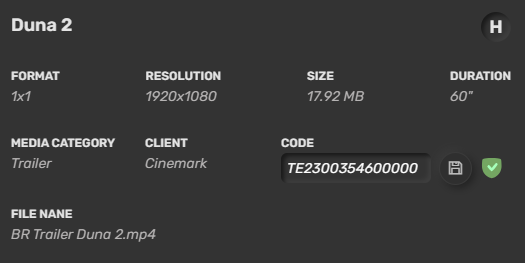 Duna 2
H
FORMAT RESOLUTION SIZE DURATION
1x1 1920x1080 17.92 MB 60"
MEDIA CATEGORY CLIENT CODE
Trailer Cinemark TE2300354600000
FILE NANE
BR Trailer Duna 2.mp4